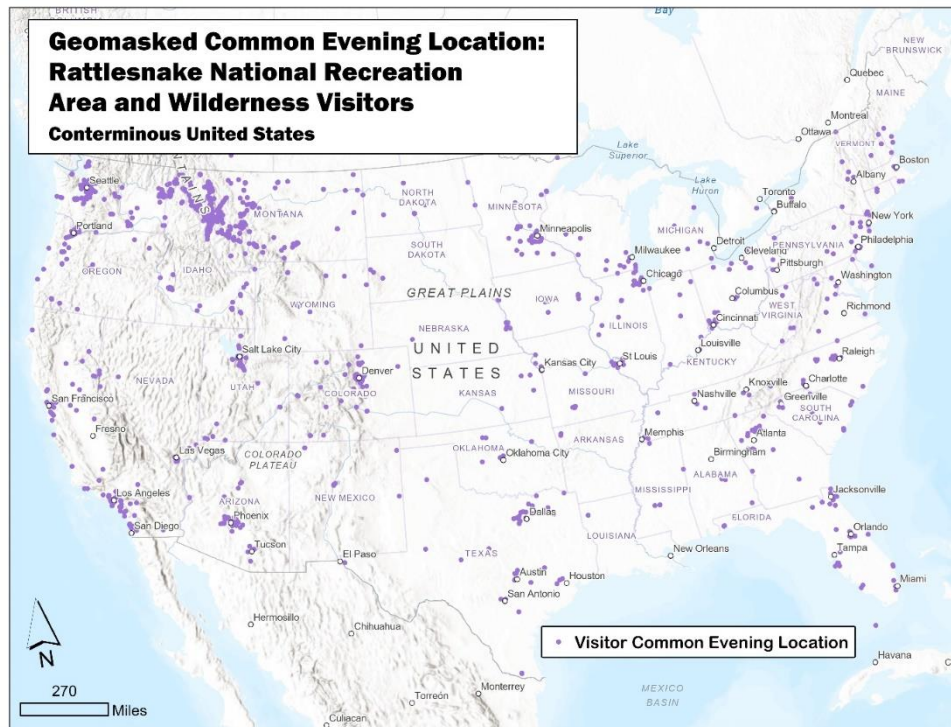 BRITISH
COLUMBIA
Bay
Geomasked Common Evening Location:
Rattlesnake National Recreation
Area and Wilderness Visitors
Conterminous United States
NEW
BRUNSWICK
Quebec
MAINE
Montreal
Ottawa
Lake
Superior
VERMONT
Lake
Huron
Boston
Seattle
NTAINS
NORTH
DAKOTA
MINNESOTA
Toronto
Albany
MONTANA
Buffalo
New York
Portland
Minneapolis
MICHIGAN
SOUTH
DAKOTA
Milwaukee
Detroit
Cleveland
PENNSYLVANIA
Philadelphia
OREGON
IDAHO
Chicago
Pittsburgh
Washington
GREAT PLAINS
IOWA
Columbus
WYOMING
WEST
VIRGINIA
Richmond
NEBRASKA
ILLINOIS
Cincinnati
UNITED
STATES
Salt Lake City
Louisville
NEVADA
UTAH
Denver
Kansas City
St Louis
KENTUCKY
Raleigh
San Francisco
COLORADO
KANSAS
MISSOURI
Knoxville
Charlotte
Nashville
Greenville
SOUTH
CAROLINA
Fresno
Las Vegas
COLORADO
PLATEAU
OKLAHOMA
ARKANSAS
Memphis
Atlanta
Oklahoma City
Birmingham
Los Angeles
ARIZONA
NEW MEXICO
ALABAMA
Phoenix
MISSISSIPPI
San Diego
Dallas
Jacksonville
FLORIDA
Tucson
LOUISIANA
Orlando
El Paso
TEXAS
New Orleans
Tampa
Austin
Houston
Miami
San Antonio
Hermosillo
Chihuahua
Visitor Common Evening Location
N
Havana
270
Miles
Monterrey
MEXICO
BASIN
Torreón
Culiacan